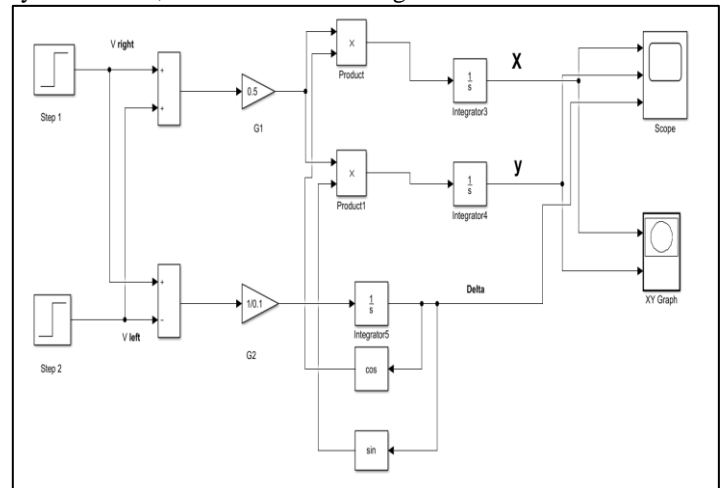 V right
Step 1
+
+
0.5
G1
×
Product
1
s
Integrator3
X
Scope
×
Product1
1
s
Integrator4
y
Step 2
V left
+
−
1/0.1
G2
1
s
Integrator5
Delta
cos
sin
XY Graph